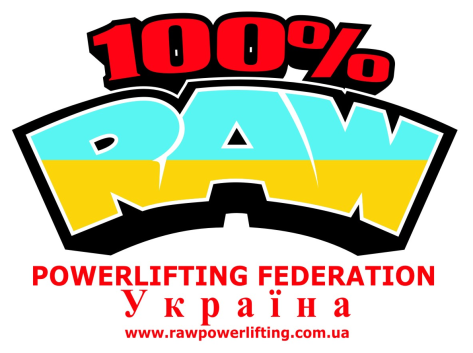 100%
RAW
POWERLIFTING FEDERATION
Україна
www.rawpowerlifting.com.ua